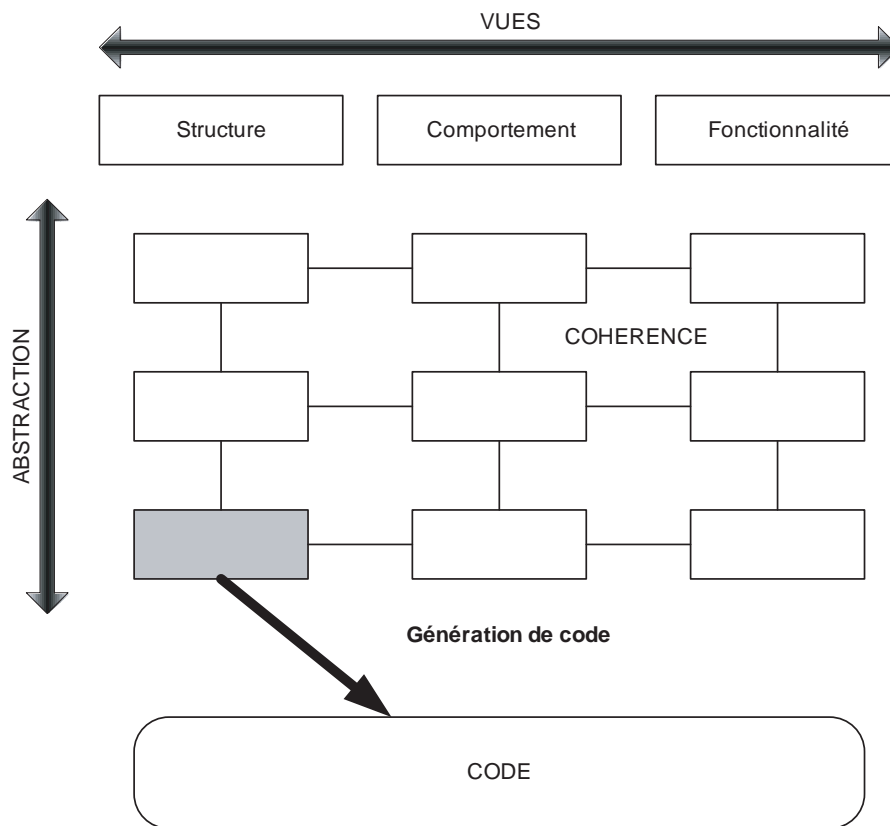 VUES
Structure
Comportement
Fonctionnalité
ABSTRACTION
COHERENCE
Génération de code
CODE